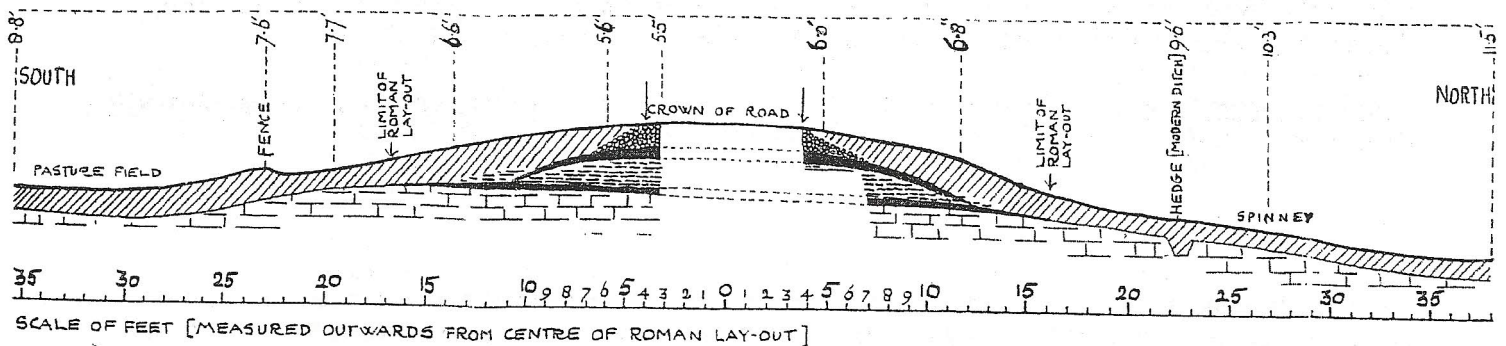 8·8'
7·6"
7·7'
6·6"
5·6"
5·5'
6·0'
6·8"
9·6'
10·3'
11·5'
SOUTH
NORTH
FENCE
LIMIT OF
ROMAN
LAY-OUT
CROWN OF ROAD
LIMIT OF
ROMAN
LAY-OUT
HEDGE [MODERN DITCH]
PASTURE FIELD
SPINNEY
35 30 25 20 15 10 9 8 7 6 5 4 3 2 1 0 1 2 3 4 5 6 7 8 9 10 15 20 25 30 35
SCALE OF FEET [MEASURED OUTWARDS FROM CENTRE OF ROMAN LAY-OUT]